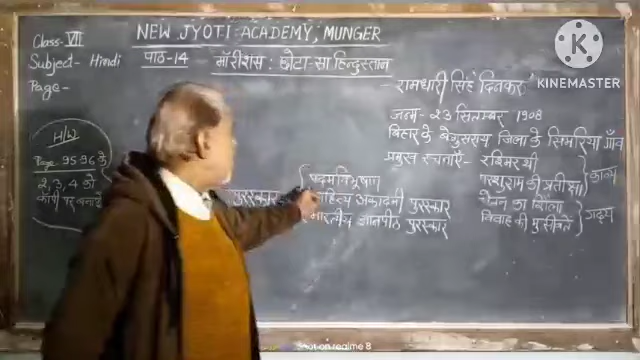 NEW JYOTI ACADEMY, MUNGER
Class-VII
Subject- Hindi
Page-
पाठ-14 - मॉरीशस : छोटा-सा हिन्दुस्तान
- रामधारी सिंह दिनकर
जन्म - 23 सितम्बर 1908
बिहार के बेगुसराय जिला के सिमरिया गाँव
प्रमुख रचनाएँ- रश्मिरथी
परशुराम की प्रतीक्षा
काव्य
विवाह की मुसीबतें
गद्य
H/W
Page 95-96 के
2, 3, 4 को
कॉपी पर बनायें
पुरस्कार
पद्मविभूषण
साहित्य अकादमी पुरस्कार
भारतीय ज्ञानपीठ पुरस्कार
KINEMASTER
Shot on realme 8